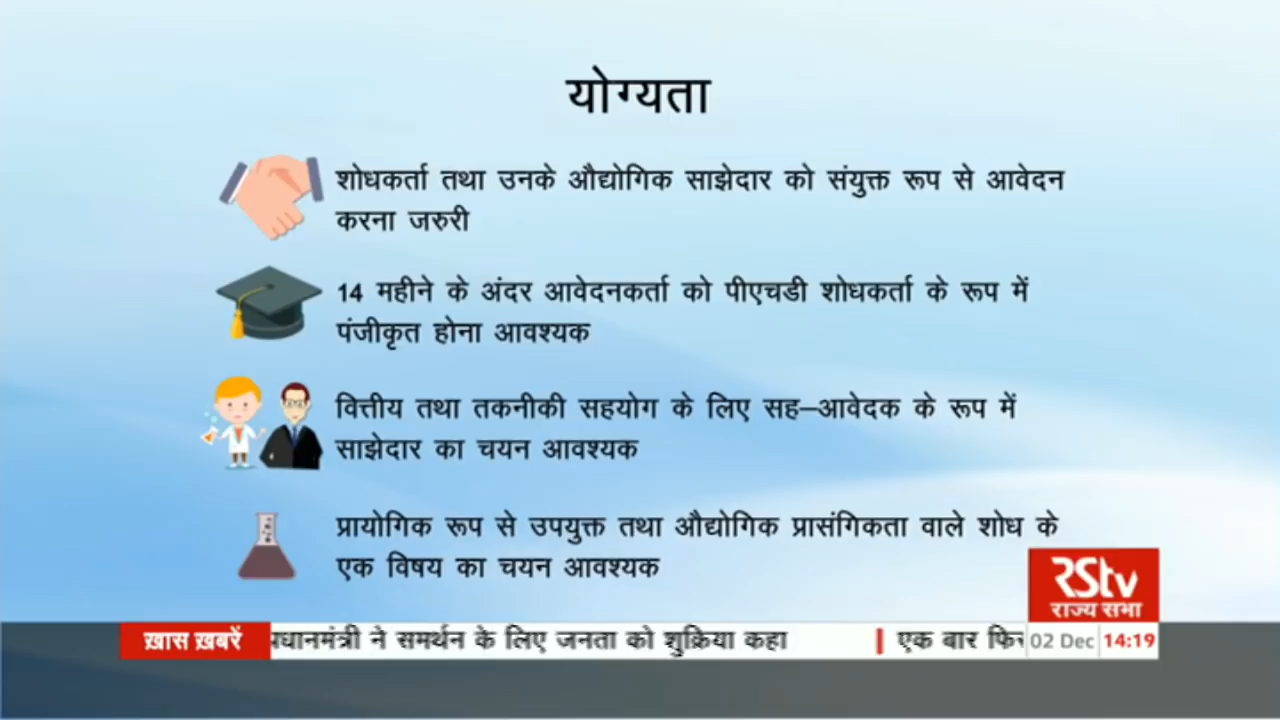 योग्यता
शोधकर्ता तथा उनके औद्योगिक साझेदार को संयुक्त रूप से आवेदन
करना जरुरी
14 महीने के अंदर आवेदनकर्ता को पीएचडी शोधकर्ता के रूप में
पंजीकृत होना आवश्यक
वित्तीय तथा तकनीकी सहयोग के लिए सह–आवेदक के रूप में
साझेदार का चयन आवश्यक
प्रायोगिक रूप से उपयुक्त तथा औद्योगिक प्रासंगिकता वाले शोध के
एक विषय का चयन आवश्यक
RStv
राज्य सभा
ख़ास ख़बरें
ने समर्थन के लिए जनता को शुक्रिया कहा
एक बार
02 Dec 14:19